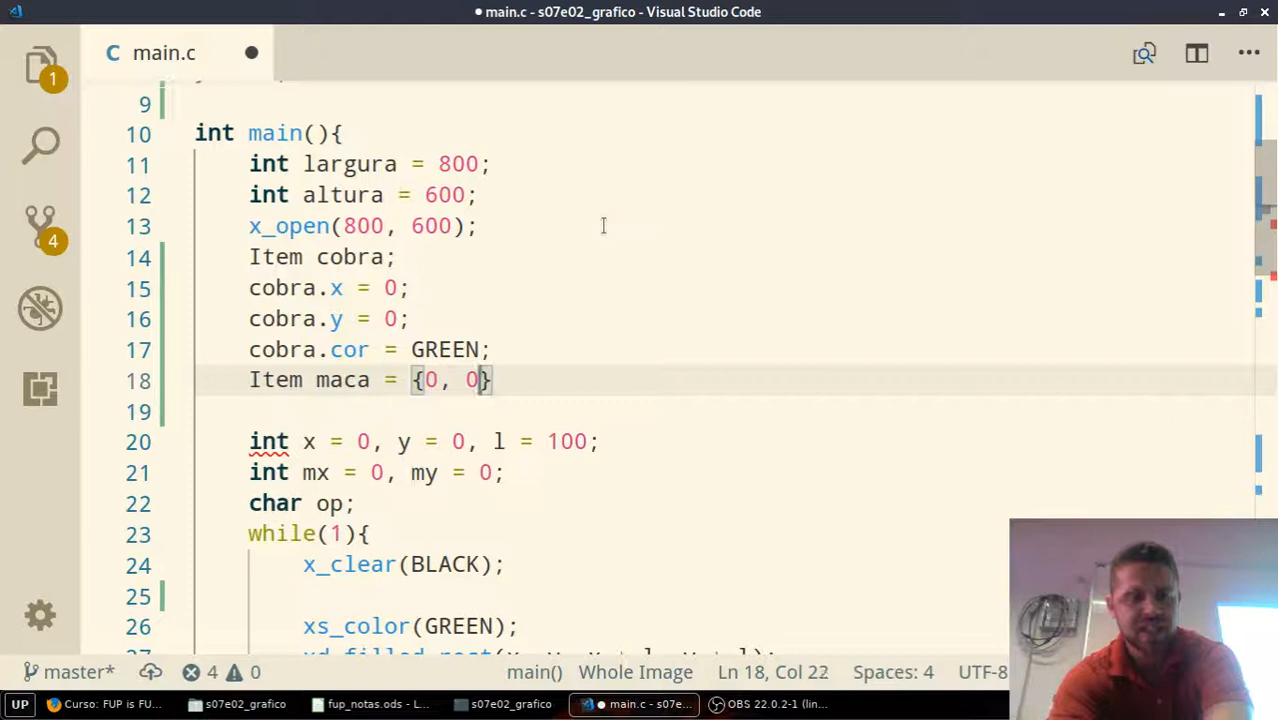 ● main.c - s07e02_grafico - Visual Studio Code
C main.c ●
1
4
9
10 int main(){
11 int largura = 800;
12 int altura = 600;
13 x_open(800, 600);
14 Item cobra;
15 cobra.x = 0;
16 cobra.y = 0;
17 cobra.cor = GREEN;
18 Item maca = {0, 0}
19
20 int x = 0, y = 0, l = 100;
21 int mx = 0, my = 0;
22 char op;
23 while(1){
24 x_clear(BLACK);
25
26 xs_color(GREEN);
master* 4 0 main() Whole Image Ln 18, Col 22 Spaces: 4 UTF-8
UP Curso: FUP is FU... s07e02_grafico fup_notas.ods - L... s07e02_grafico ● main.c - s07e... OBS 22.0.2-1 (lin...